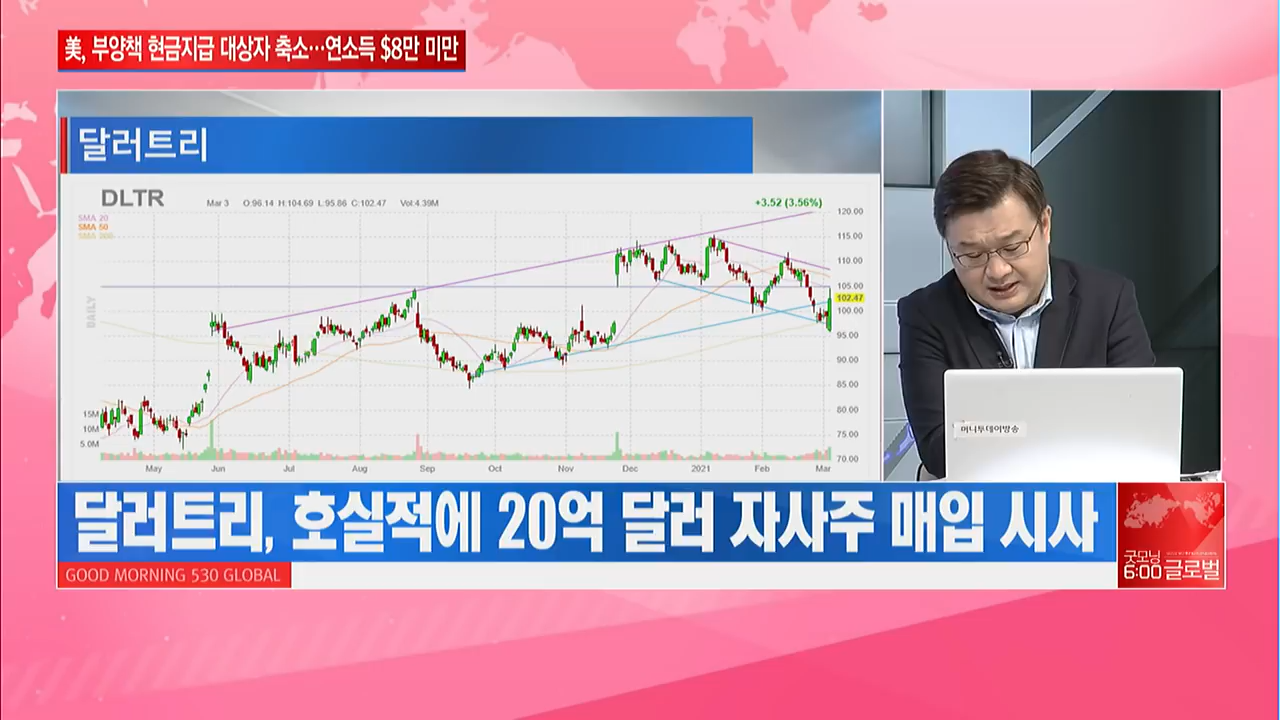 美, 부양책 현금지급 대상자 축소…연소득 $8만 미만
달러트리
DLTR
Mar 3 O:96.14 H:104.69 L:95.86 C:102.47 Vol:4.39M
+3.52 (3.56%)
SMA 20
SMA 50
SMA 200
DAILY
120.00
115.00
110.00
105.00
102.47
100.00
95.00
90.00
85.00
80.00
75.00
70.00
15M
10M
5.0M
May Jun Jul Aug Sep Oct Nov Dec 2021 Feb Mar
머니투데이방송
달러트리, 호실적에 20억 달러 자사주 매입 시사
GOOD MORNING 530 GLOBAL
굿모닝
6:00 글로벌